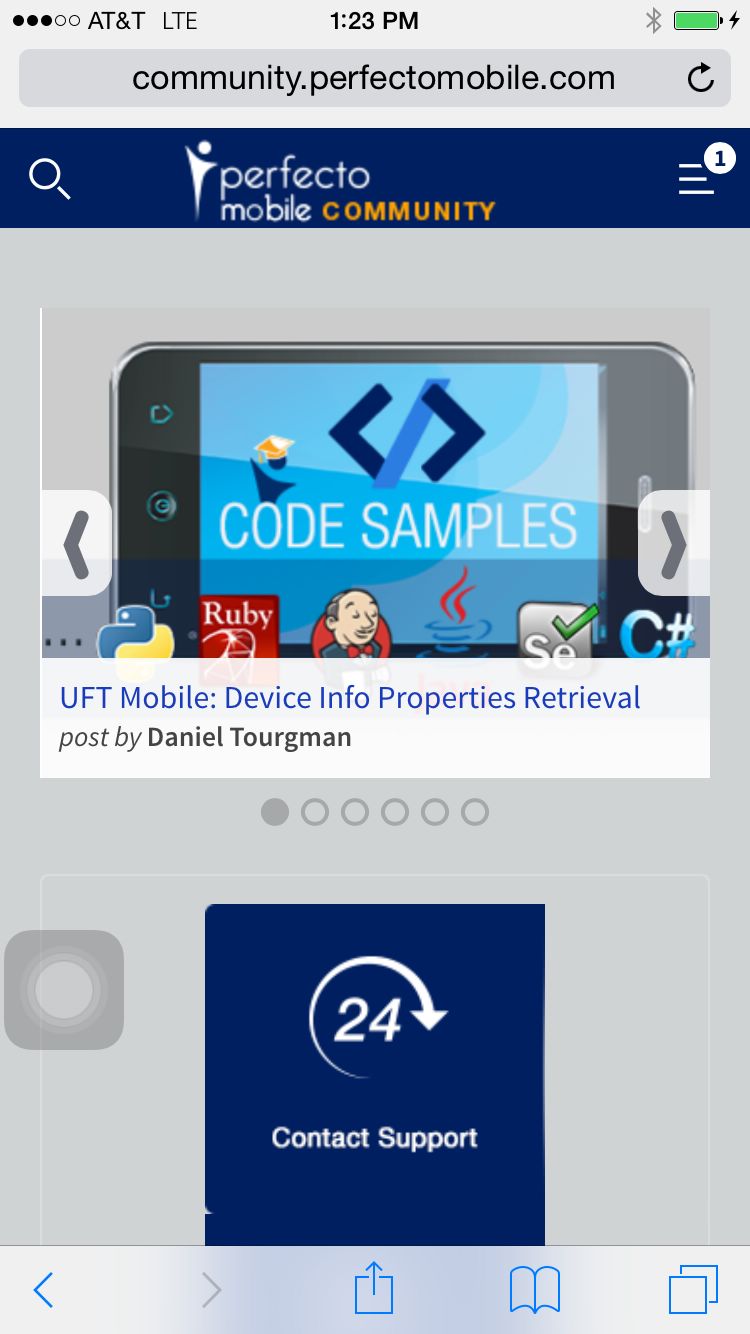 AT&T LTE 1:23 PM
community.perfectomobile.com
1
perfecto
mobile COMMUNITY
CODE SAMPLES
Ruby
Se
C#
...
UFT Mobile: Device Info Properties Retrieval
post by Daniel Tourgman
24
Contact Support